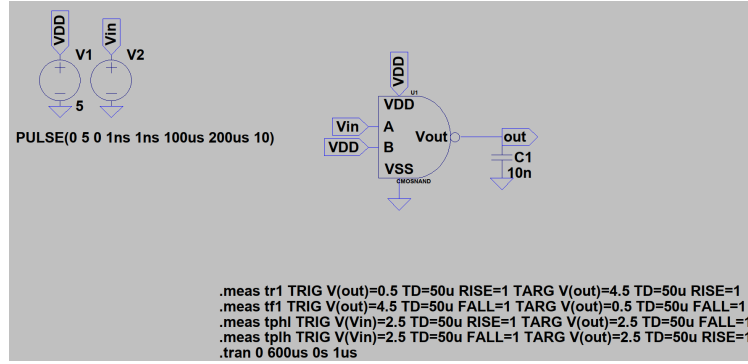 VDD
Vin
V1
V2
5
PULSE(0 5 0 1ns 1ns 100us 200us 10)
VDD
U1
VDD
Vin
A
VDD
B
Vout
out
VSS
CMOSNAND
C1
10n
.meas tr1 TRIG V(out)=0.5 TD=50u RISE=1 TARG V(out)=4.5 TD=50u RISE=1
.meas tf1 TRIG V(out)=4.5 TD=50u FALL=1 TARG V(out)=0.5 TD=50u FALL=1
.meas tphl TRIG V(Vin)=2.5 TD=50u RISE=1 TARG V(out)=2.5 TD=50u FALL=1
.meas tplh TRIG V(Vin)=2.5 TD=50u FALL=1 TARG V(out)=2.5 TD=50u RISE=1
.tran 0 600us 0s 1us